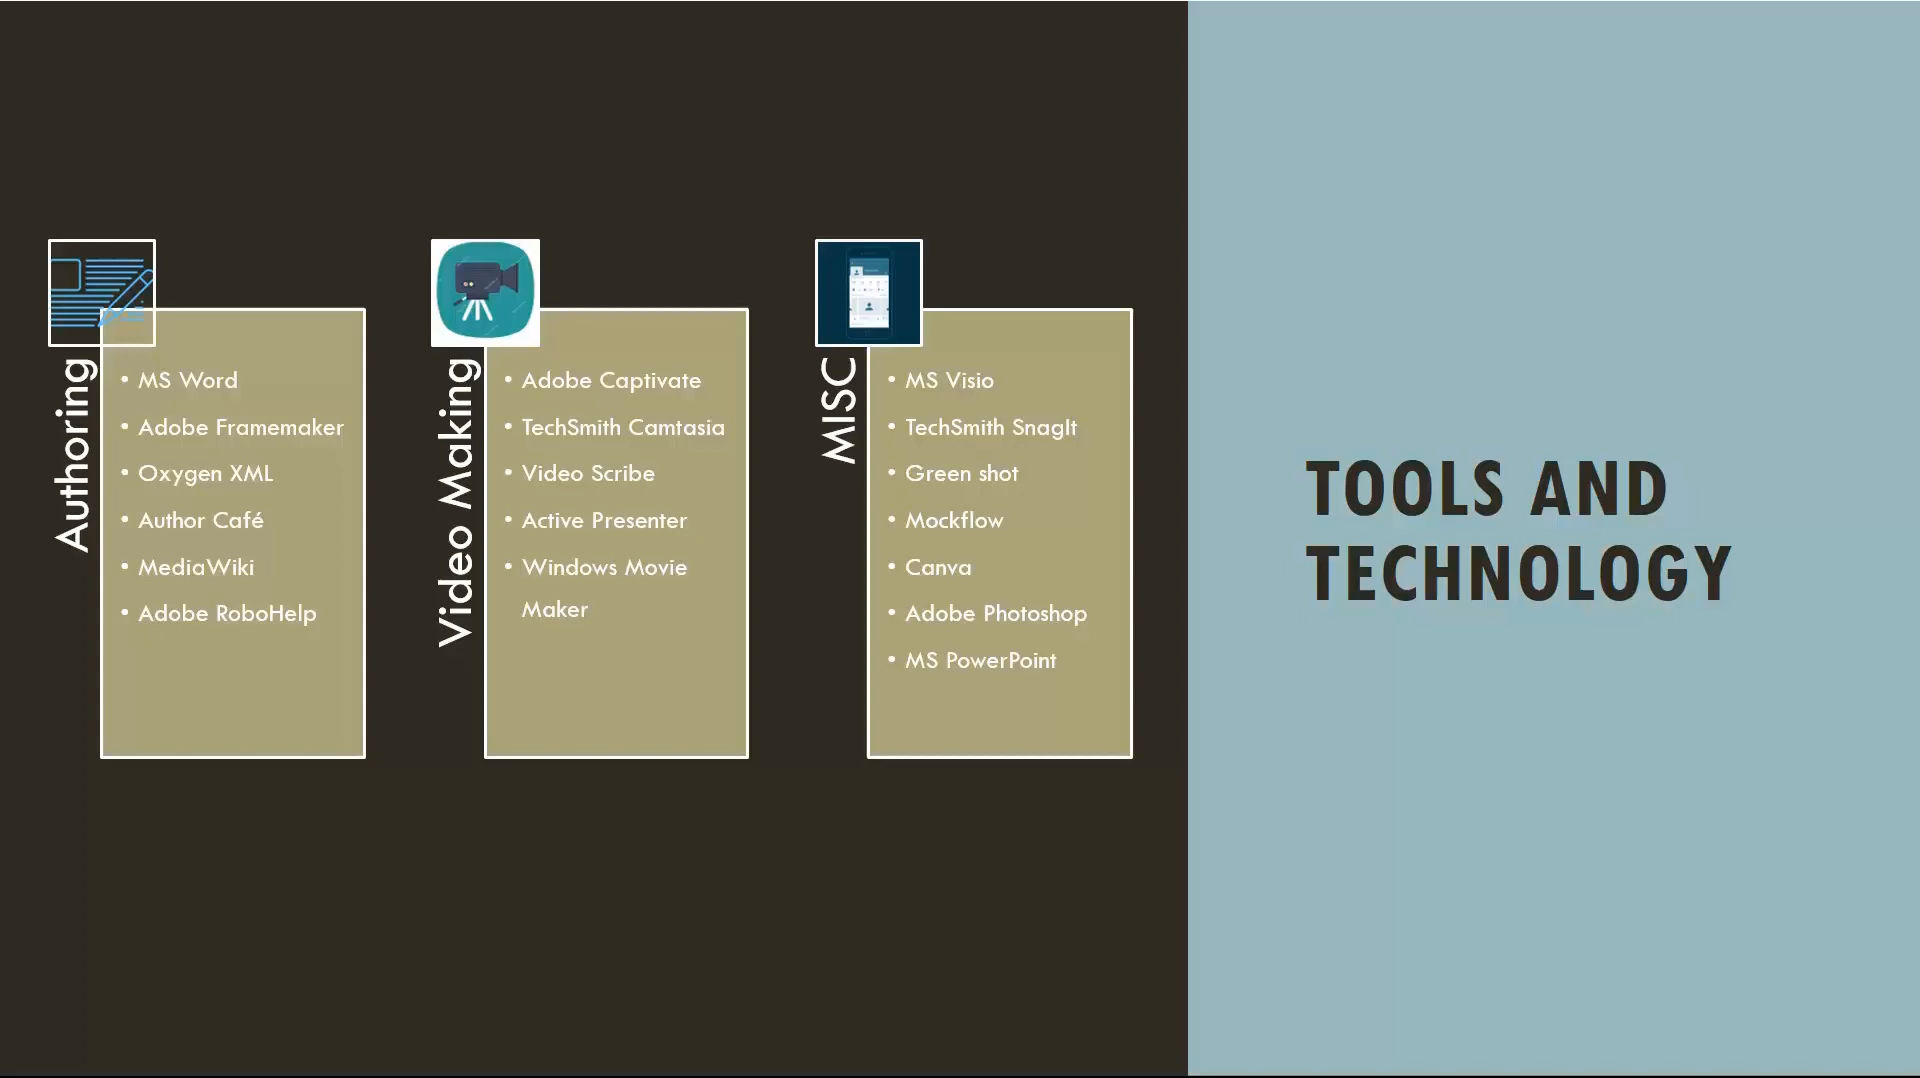 Authoring
• MS Word
• Adobe Framemaker
• Oxygen XML
• Author Café
• MediaWiki
• Adobe RoboHelp
Video Making
• Adobe Captivate
• TechSmith Camtasia
• Video Scribe
• Active Presenter
• Windows Movie
Maker
MISC
• MS Visio
• TechSmith SnagIt
• Green shot
• Mockflow
• Canva
• Adobe Photoshop
• MS PowerPoint
TOOLS AND
TECHNOLOGY